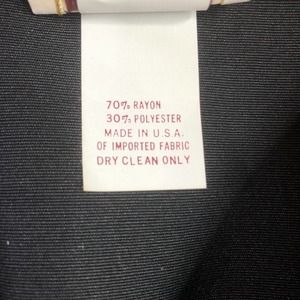 70% RAYON
30% POLYESTER
MADE IN U.S.A.
OF IMPORTED FABRIC
DRY CLEAN ONLY